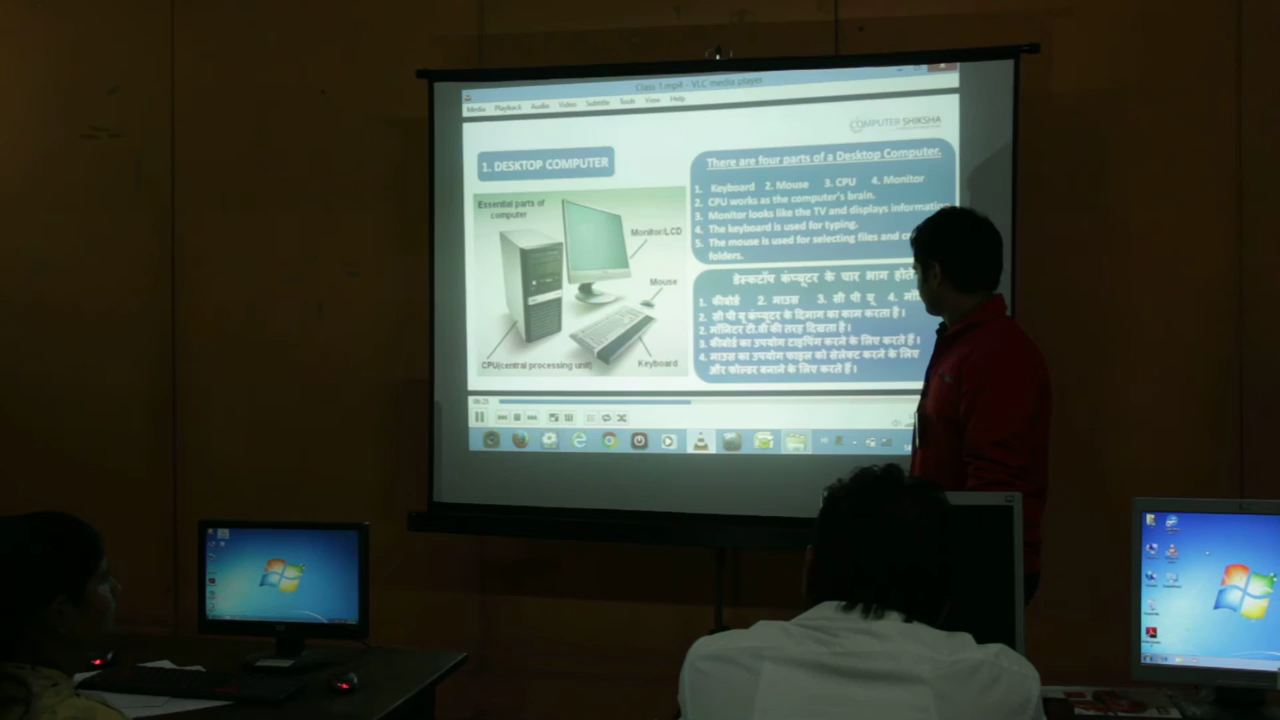 Class 1.mp4 - VLC media player
Media Playback Audio Video Subtitle Tools View Help
COMPUTER SHIKSHA
1. DESKTOP COMPUTER
Essential parts of
computer
Monitor/LCD
Mouse
CPU(central processing unit)
Keyboard
There are four parts of a Desktop Computer.
1. Keyboard 2. Mouse 3. CPU 4. Monitor
2. CPU works as the computer's brain.
3. Monitor looks like the TV and displays information
4. The keyboard is used for typing.
5. The mouse is used for selecting files and
folders.
डेस्कटॉप कंप्यूटर के चार भाग होते
1. कीबोर्ड 2. माउस 3. सी पी यू 4.
2. सी पी यू कंप्यूटर के दिमाग का काम करता है।
2. मॉनिटर टी.वी की तरह दिखता है।
3. कीबोर्ड का उपयोग टाइपिंग करने के लिए करते हैं।
4. माउस का उपयोग फाइल को सेलेक्ट करने के लिए
और फोल्डर बनाने के लिए करते हैं।